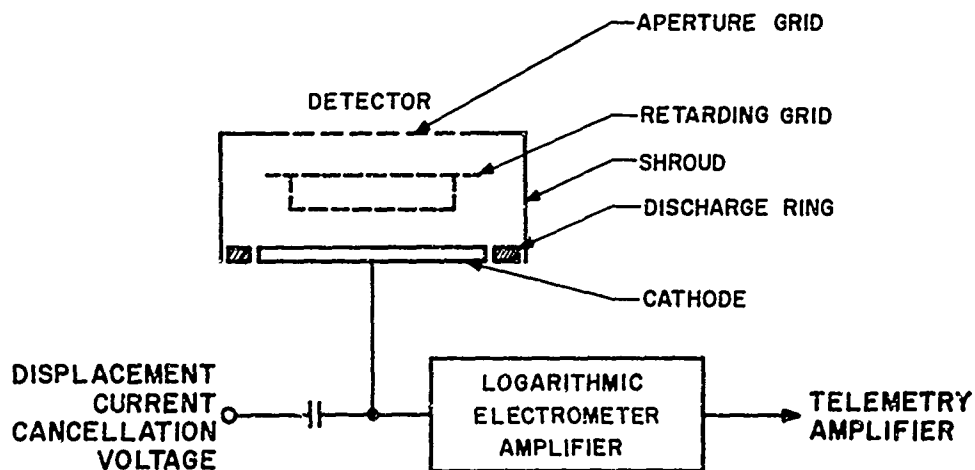 APERTURE GRID
DETECTOR
RETARDING GRID
SHROUD
DISCHARGE RING
CATHODE
DISPLACEMENT
CURRENT
CANCELLATION
VOLTAGE
LOGARITHMIC
ELECTROMETER
AMPLIFIER
TELEMETRY
AMPLIFIER